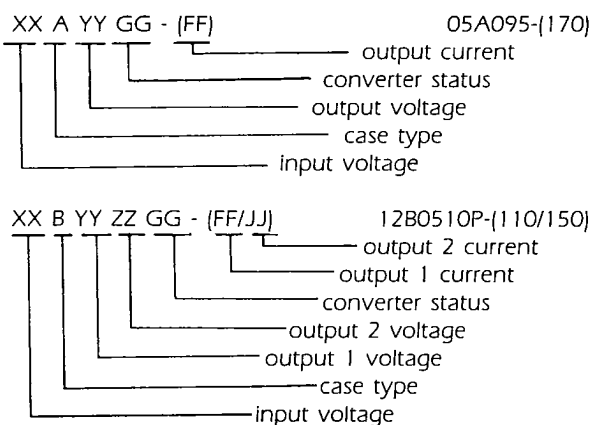 XX A YY GG - (FF) 05A095-(170)
output current
converter status
output voltage
case type
input voltage
XX B YY ZZ GG - (FF/JJ) 12B0510P-(110/150)
output 2 current
output 1 current
converter status
output 2 voltage
output 1 voltage
case type
input voltage